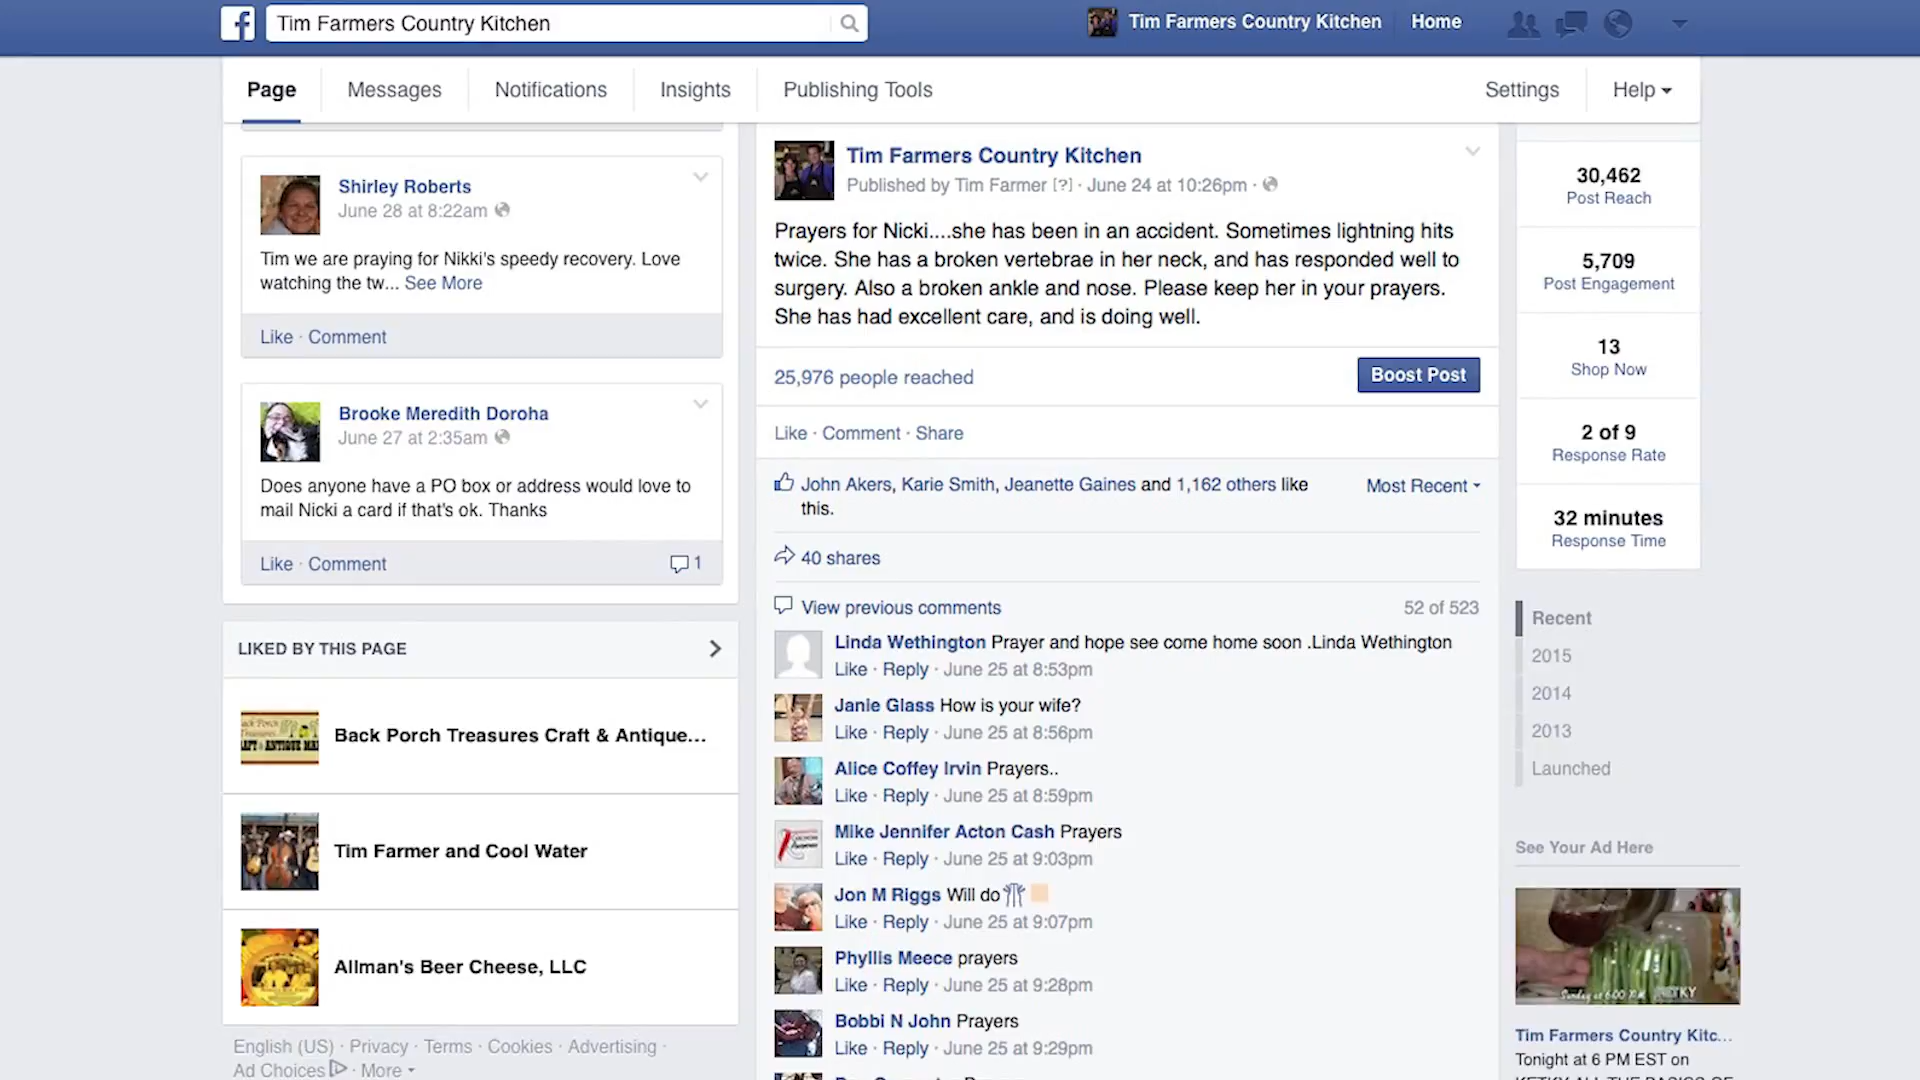 Tim Farmers Country Kitchen
Tim Farmers Country Kitchen Home
Page Messages Notifications Insights Publishing Tools Settings Help
Shirley Roberts
June 28 at 8:22am
Tim we are praying for Nikki's speedy recovery. Love
watching the tw... See More
Like · Comment
Brooke Meredith Doroha
June 27 at 2:35am
Does anyone have a PO box or address would love to
mail Nicki a card if that's ok. Thanks
Like · Comment 1
LIKED BY THIS PAGE
Back Porch Treasures Craft & Antique...
Tim Farmer and Cool Water
Allman's Beer Cheese, LLC
English (US) · Privacy · Terms · Cookies · Advertising ·
Ad Choices · More
Tim Farmers Country Kitchen
Published by Tim Farmer [?] · June 24 at 10:26pm ·
Prayers for Nicki....she has been in an accident. Sometimes lightning hits
twice. She has a broken vertebrae in her neck, and has responded well to
surgery. Also a broken ankle and nose. Please keep her in your prayers.
She has had excellent care, and is doing well.
25,976 people reached
Boost Post
Like · Comment · Share
John Akers, Karie Smith, Jeanette Gaines and 1,162 others like
this.
Most Recent
40 shares
View previous comments 52 of 523
Linda Wethington Prayer and hope see come home soon .Linda Wethington
Like · Reply · June 25 at 8:53pm
Janie Glass How is your wife?
Like · Reply · June 25 at 8:56pm
Alice Coffey Irvin Prayers..
Like · Reply · June 25 at 8:59pm
Mike Jennifer Acton Cash Prayers
Like · Reply · June 25 at 9:03pm
Jon M Riggs Will do
Like · Reply · June 25 at 9:07pm
Phyllis Meece prayers
Like · Reply · June 25 at 9:28pm
Bobbi N John Prayers
Like · Reply · June 25 at 9:29pm
30,462
Post Reach
5,709
Post Engagement
13
Shop Now
2 of 9
Response Rate
32 minutes
Response Time
Recent
2015
2014
2013
Launched
See Your Ad Here
Sunday at 6:00 PM KETKY
Tim Farmers Country Kitc...
Tonight at 6 PM EST on